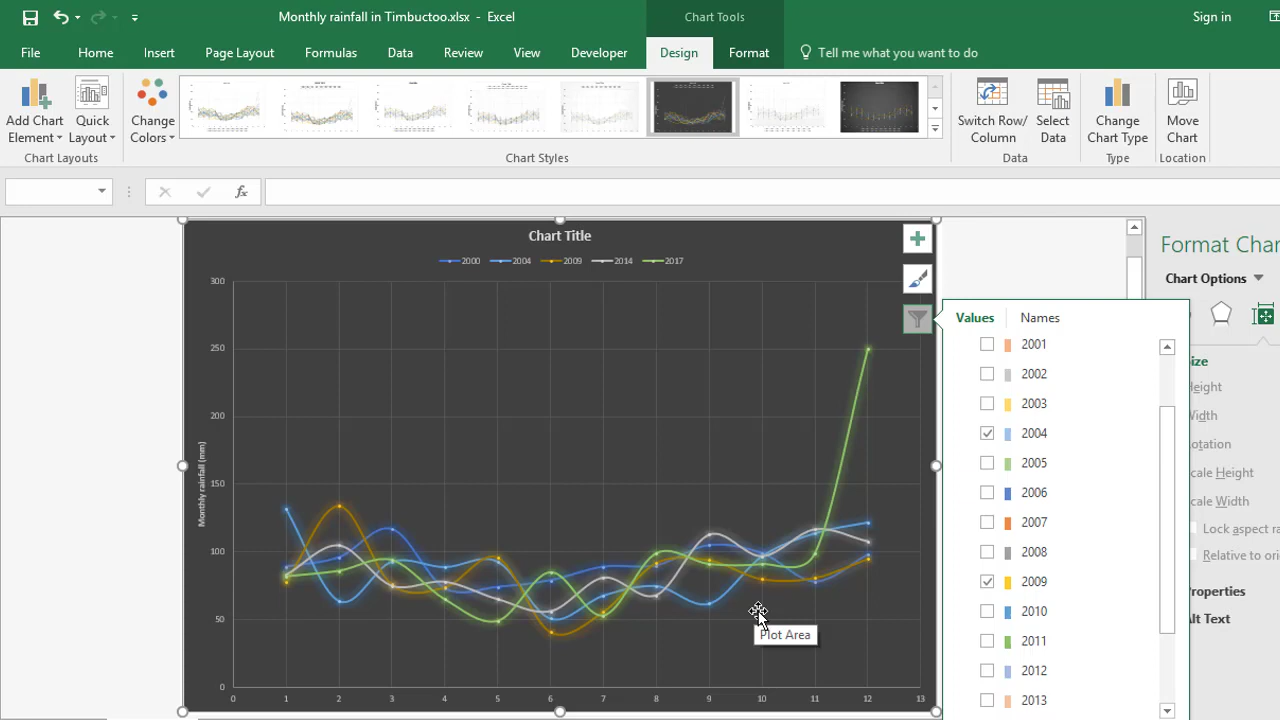 Monthly rainfall in Timbuctoo.xlsx - Excel
Chart Tools
Sign in
File Home Insert Page Layout Formulas Data Review View Developer Design Format Tell me what you want to do
Add Chart Quick Change Switch Row/ Select Change Move
ement Layout Colors Column Data Chart Type Chart
Chart Layouts Chart Styles Data Type Location
fx
Chart Title
2000 2004 2009 2014 2017
300
250
200
150
100
50
0
Monthly rainfall (mm)
0 1 2 3 4 5 6 7 8 9 10 11 12 13
Plot Area
Values Names
2001
2002
2003
2004
2005
2006
2007
2008
2009
2010
2011
2012
2013
Format Char
Chart Options
ize
eight
idth
otation
cale Height
cale Width
Lock aspect ra
Relative to orig
Properties
Alt Text